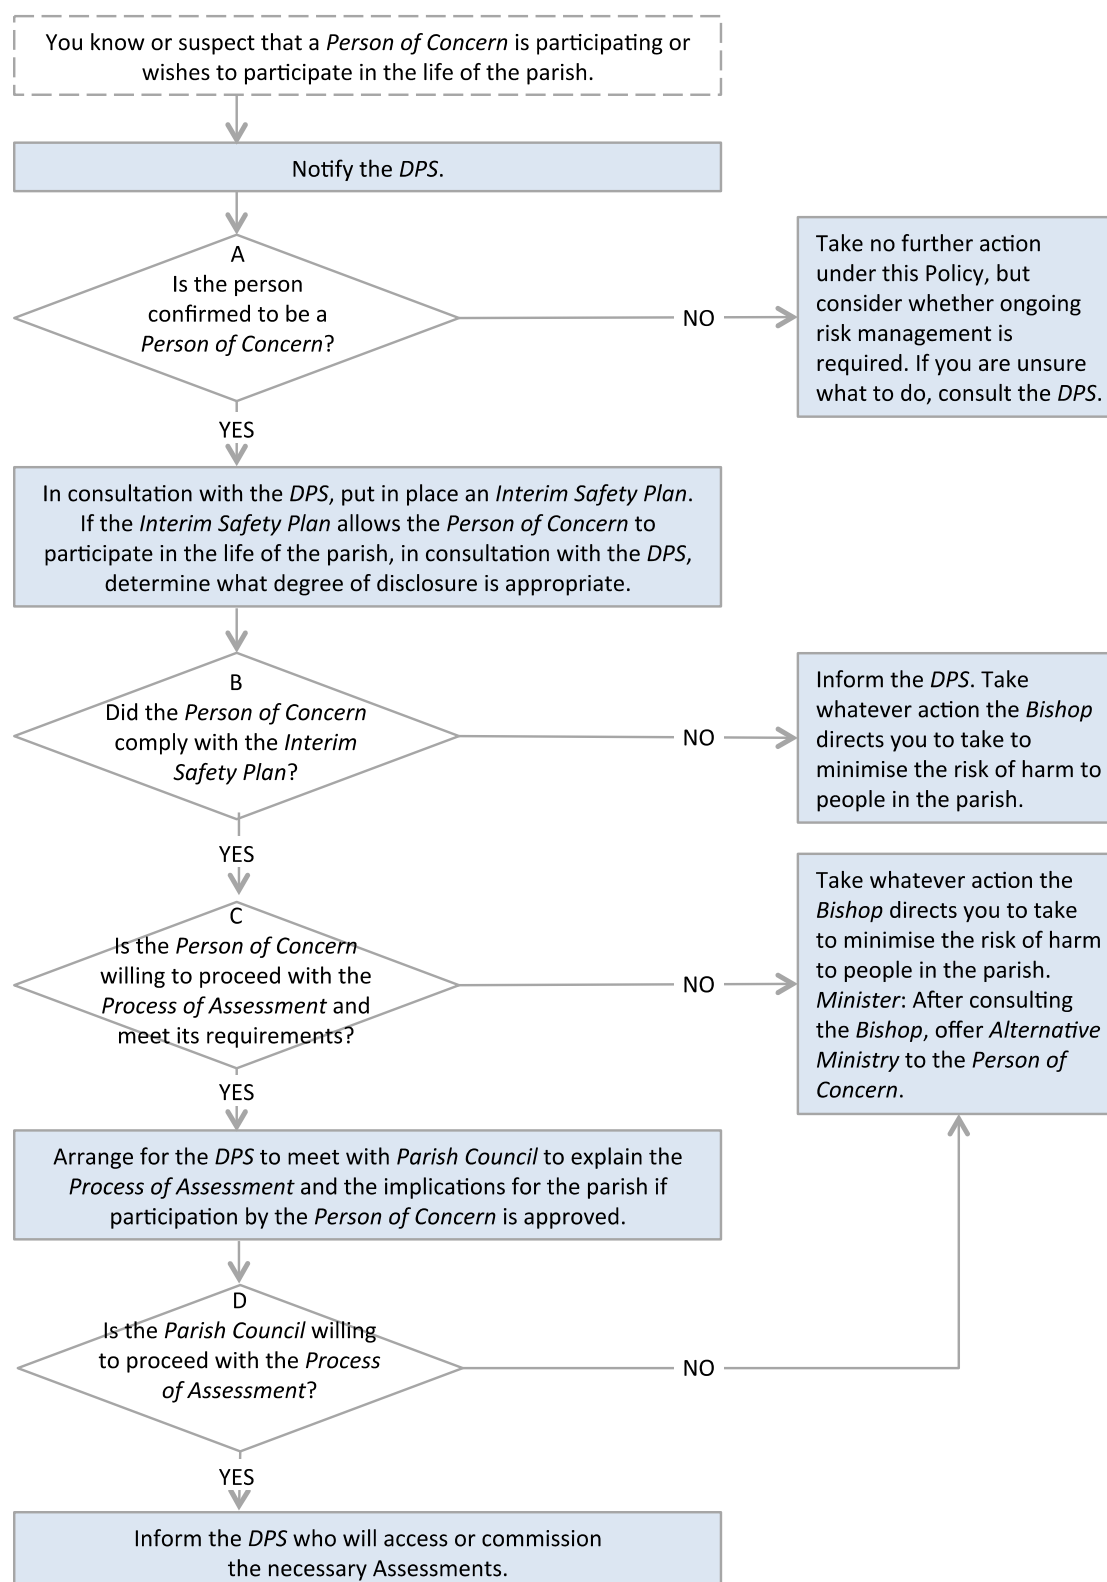 You know or suspect that a Person of Concern is participating or
wishes to participate in the life of the parish.
Notify the DPS.
A
Is the person
confirmed to be a
Person of Concern?
NO
Take no further action
under this Policy, but
consider whether ongoing
risk management is
required. If you are unsure
what to do, consult the DPS.
YES
In consultation with the DPS, put in place an Interim Safety Plan.
If the Interim Safety Plan allows the Person of Concern to
participate in the life of the parish, in consultation with the DPS,
determine what degree of disclosure is appropriate.
B
Did the Person of Concern
comply with the Interim
Safety Plan?
NO
Inform the DPS. Take
whatever action the Bishop
directs you to take to
minimise the risk of harm to
people in the parish.
YES
C
Is the Person of Concern
willing to proceed with the
Process of Assessment and
meet its requirements?
NO
Take whatever action the
Bishop directs you to take
to minimise the risk of harm
to people in the parish.
Minister: After consulting
the Bishop, offer Alternative
Ministry to the Person of
Concern.
YES
Arrange for the DPS to meet with Parish Council to explain the
Process of Assessment and the implications for the parish if
participation by the Person of Concern is approved.
D
Is the Parish Council willing
to proceed with the Process
of Assessment?
NO
YES
Inform the DPS who will access or commission
the necessary Assessments.